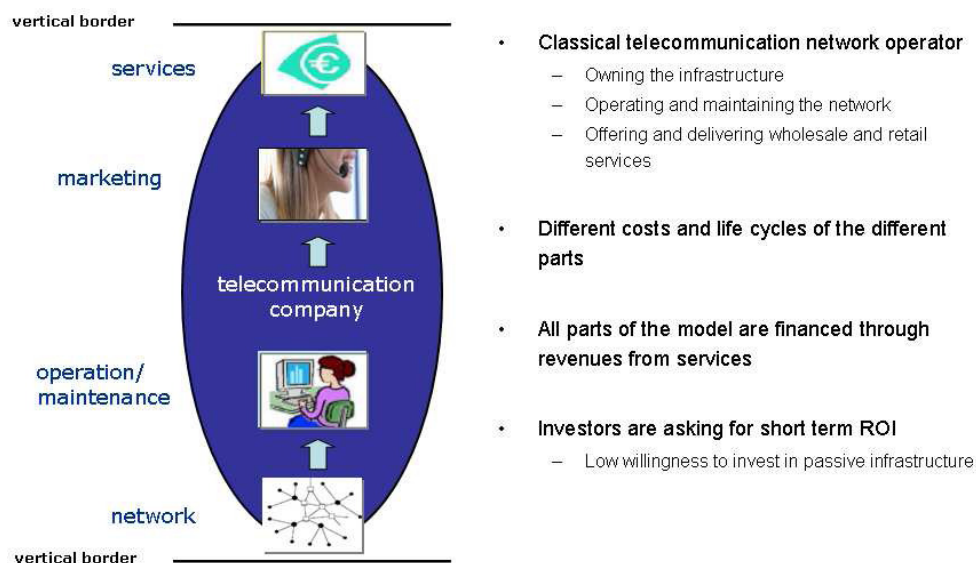 vertical border
services
marketing
telecommunication
company
operation/
maintenance
network
vertical border
• Classical telecommunication network operator
– Owning the infrastructure
– Operating and maintaining the network
– Offering and delivering wholesale and retail
services
• Different costs and life cycles of the different
parts
• All parts of the model are financed through
revenues from services
• Investors are asking for short term ROI
– Low willingness to invest in passive infrastructure